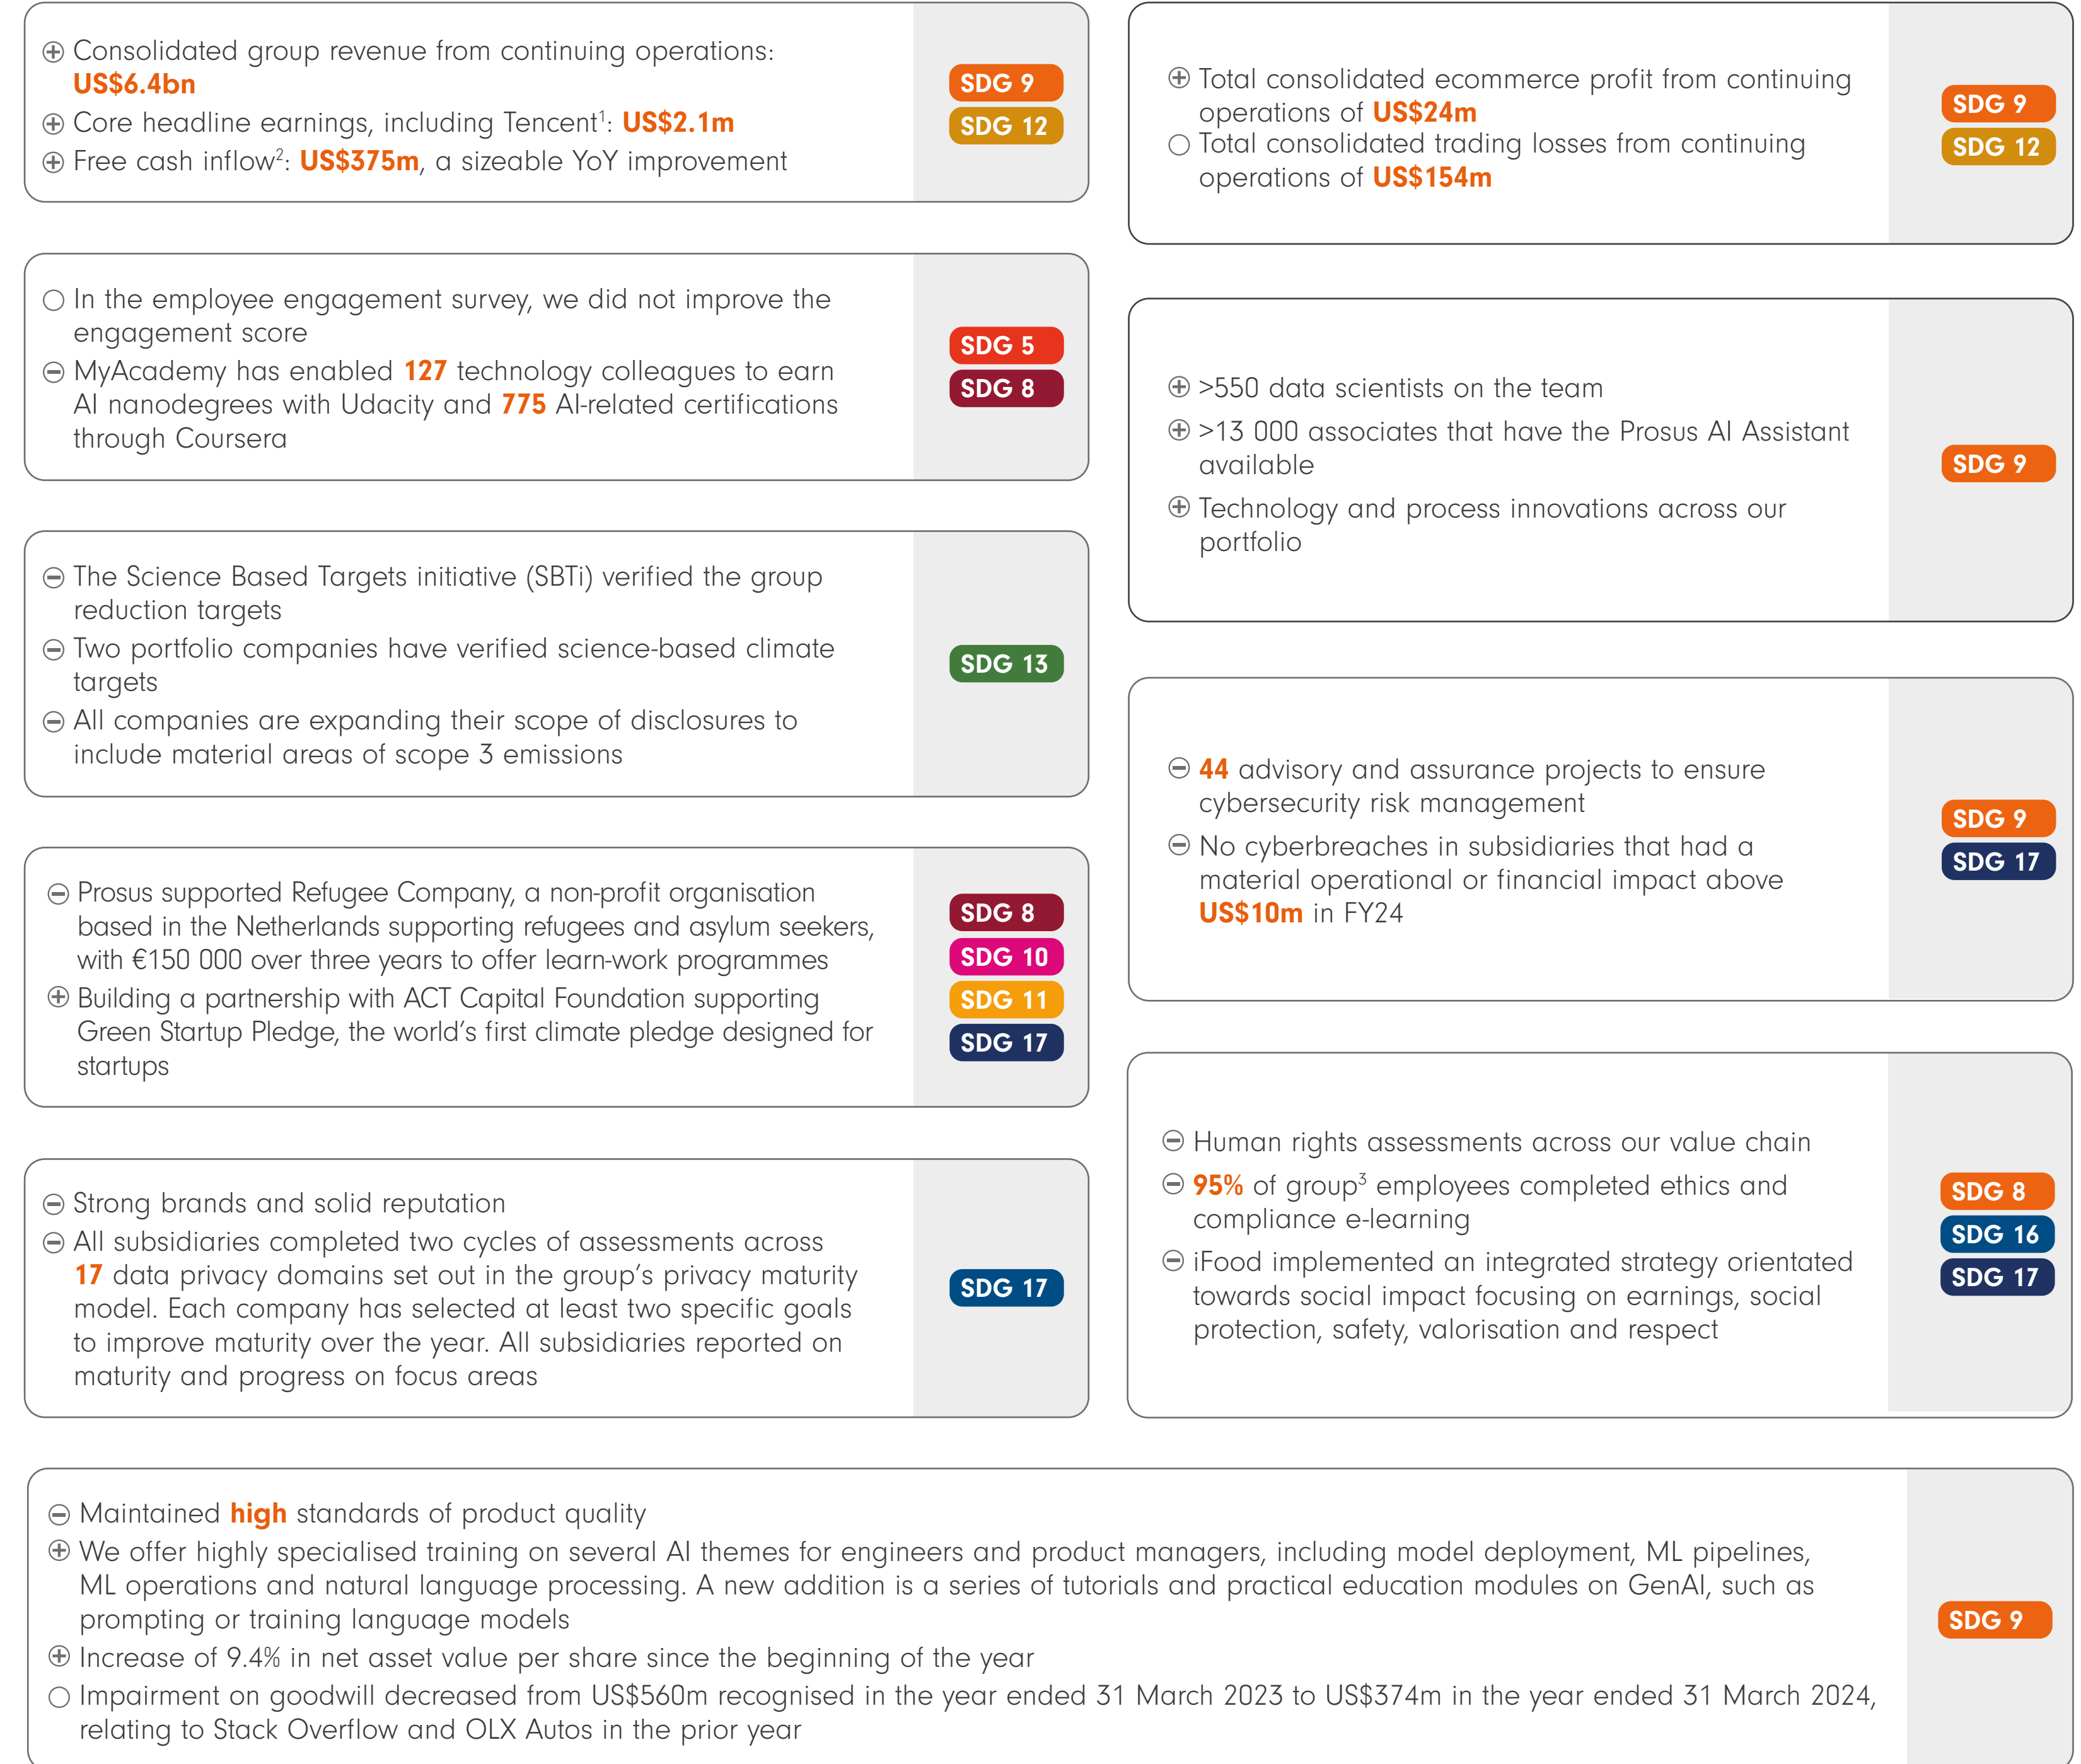 ⊕ Consolidated group revenue from continuing operations:
US$6.4bn
⊕ Core headline earnings, including Tencent¹: US$2.1m
⊕ Free cash inflow²: US$375m, a sizeable YoY improvement
SDG 9
SDG 12
○ In the employee engagement survey, we did not improve the
engagement score
⊖ MyAcademy has enabled 127 technology colleagues to earn
AI nanodegrees with Udacity and 775 AI-related certifications
through Coursera
SDG 5
SDG 8
⊖ The Science Based Targets initiative (SBTi) verified the group
reduction targets
⊖ Two portfolio companies have verified science-based climate
targets
⊖ All companies are expanding their scope of disclosures to
include material areas of scope 3 emissions
SDG 13
⊖ Prosus supported Refugee Company, a non-profit organisation
based in the Netherlands supporting refugees and asylum seekers,
with €150 000 over three years to offer learn-work programmes
⊕ Building a partnership with ACT Capital Foundation supporting
Green Startup Pledge, the world's first climate pledge designed for
startups
SDG 8
SDG 10
SDG 11
SDG 17
⊖ Strong brands and solid reputation
⊖ All subsidiaries completed two cycles of assessments across
17 data privacy domains set out in the group's privacy maturity
model. Each company has selected at least two specific goals
to improve maturity over the year. All subsidiaries reported on
maturity and progress on focus areas
SDG 17
⊕ Total consolidated ecommerce profit from continuing
operations of US$24m
○ Total consolidated trading losses from continuing
operations of US$154m
SDG 9
SDG 12
⊕ >550 data scientists on the team
⊕ >13 000 associates that have the Prosus AI Assistant
available
⊕ Technology and process innovations across our
portfolio
SDG 9
⊖ 44 advisory and assurance projects to ensure
cybersecurity risk management
⊖ No cyberbreaches in subsidiaries that had a
material operational or financial impact above
US$10m in FY24
SDG 9
SDG 17
⊖ Human rights assessments across our value chain
⊖ 95% of group³ employees completed ethics and
compliance e-learning
⊖ iFood implemented an integrated strategy orientated
towards social impact focusing on earnings, social
protection, safety, valorisation and respect
SDG 8
SDG 16
SDG 17
⊖ Maintained high standards of product quality
⊕ We offer highly specialised training on several AI themes for engineers and product managers, including model deployment, ML pipelines,
ML operations and natural language processing. A new addition is a series of tutorials and practical education modules on GenAI, such as
prompting or training language models
⊕ Increase of 9.4% in net asset value per share since the beginning of the year
○ Impairment on goodwill decreased from US$560m recognised in the year ended 31 March 2023 to US$374m in the year ended 31 March 2024,
relating to Stack Overflow and OLX Autos in the prior year
SDG 9